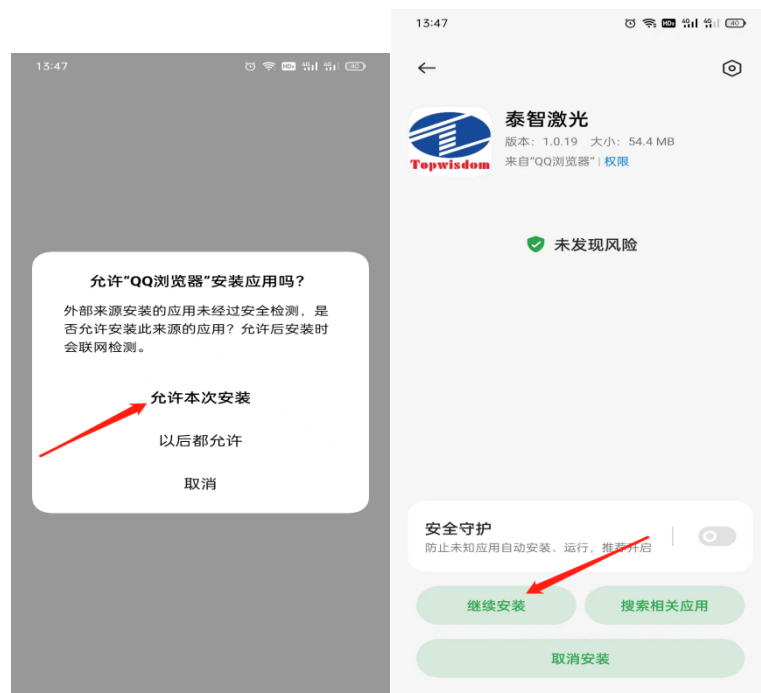 13:47
允许“QQ浏览器”安装应用吗?
外部来源安装的应用未经过安全检测，是
否允许安装此来源的应用？允许后安装时
会联网检测。
允许本次安装
以后都允许
取消
13:47
泰智激光
版本：1.0.19 大小：54.4 MB
来自“QQ浏览器” | 权限
Topwisdom
未发现风险
安全守护
防止未知应用自动安装、运行，推荐开启
继续安装
搜索相关应用
取消安装